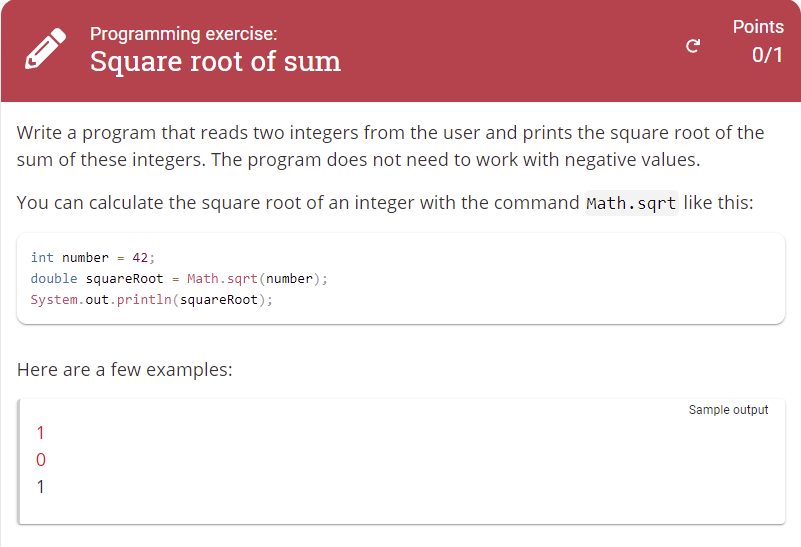 Programming exercise:
Square root of sum
Points
0/1
Write a program that reads two integers from the user and prints the square root of the
sum of these integers. The program does not need to work with negative values.
You can calculate the square root of an integer with the command Math.sqrt like this:
int number = 42;
double squareRoot = Math.sqrt(number);
System.out.println(squareRoot);
Here are a few examples:
Sample output
1
0
1